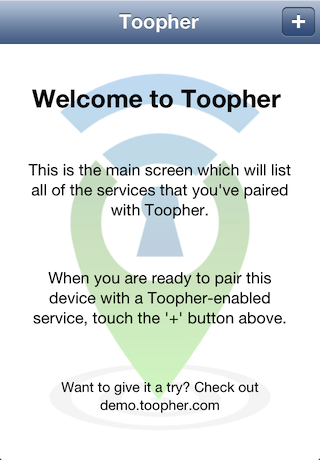 Toopher
+
Welcome to Toopher
This is the main screen which will list
all of the services that you've paired
with Toopher.
When you are ready to pair this
device with a Toopher-enabled
service, touch the '+' button above.
Want to give it a try? Check out
demo.toopher.com